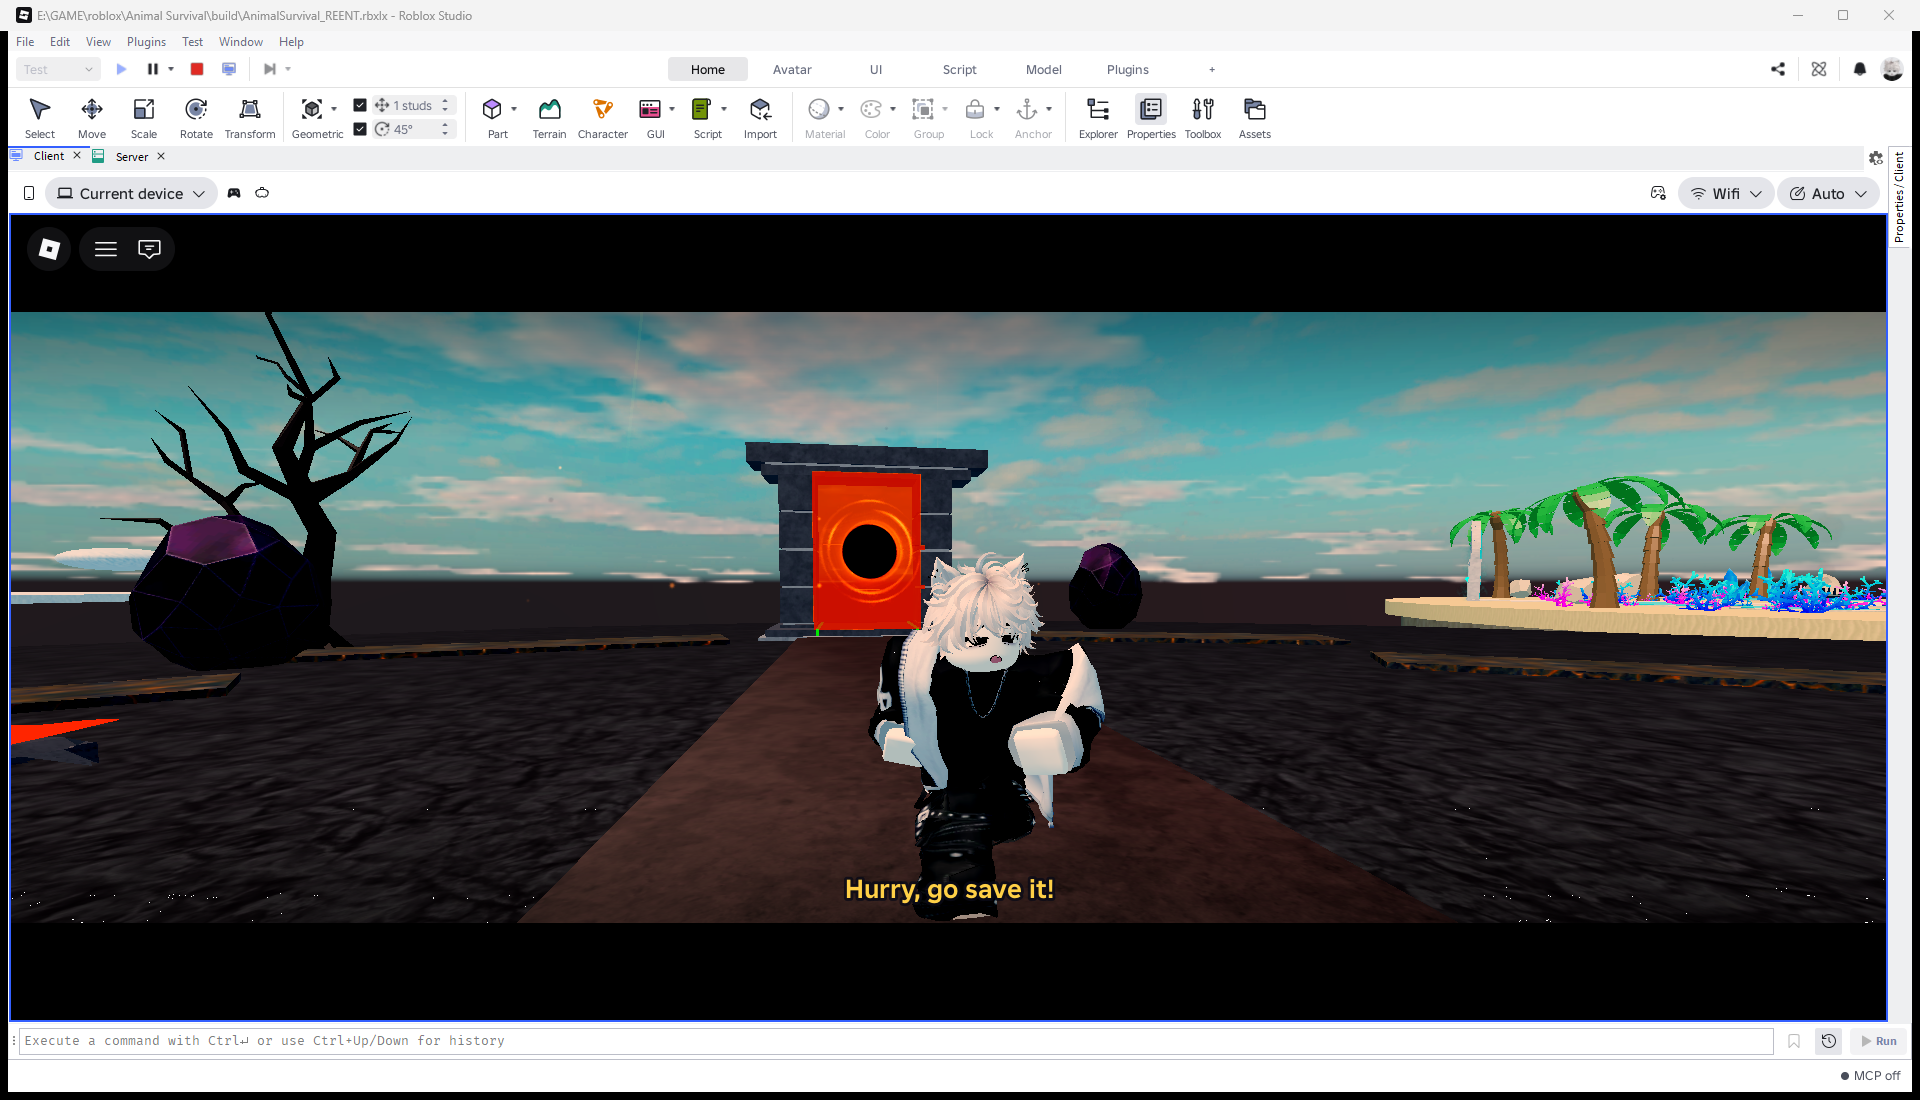 E:\GAME\roblox\Animal Survival\build\AnimalSurvival_REENT.rbxlx - Roblox Studio
File Edit View Plugins Test Window Help
Test Home Avatar UI Script Model Plugins +
1 studs
45°
Select Move Scale Rotate Transform Geometric Part Terrain Character GUI Script Import Material Color Group Lock Anchor Explorer Properties Toolbox Assets
Client Server
Properties / Client
Current device Wifi Auto
Hurry, go save it!
Execute a command with Ctrl↵ or use Ctrl+Up/Down for history
Run
MCP off